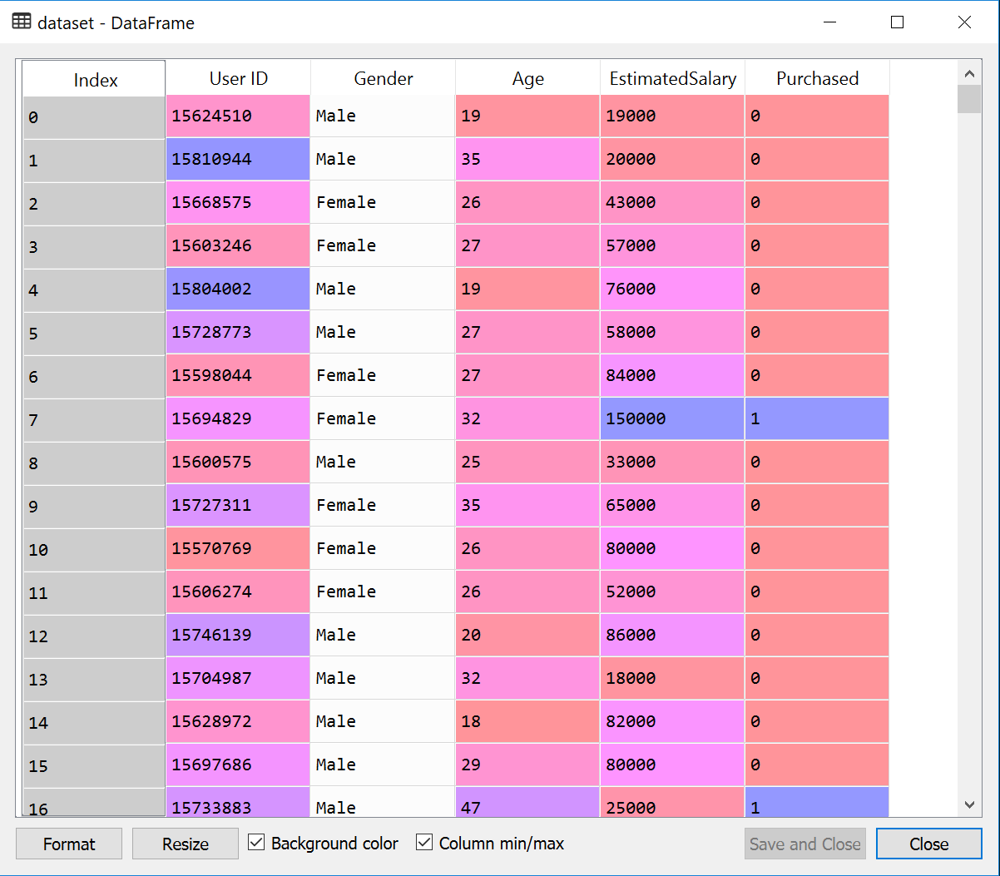 dataset - DataFrame
Index User ID Gender Age EstimatedSalary Purchased
0 15624510 Male 19 19000 0
1 15810944 Male 35 20000 0
2 15668575 Female 26 43000 0
3 15603246 Female 27 57000 0
4 15804002 Male 19 76000 0
5 15728773 Male 27 58000 0
6 15598044 Female 27 84000 0
7 15694829 Female 32 150000 1
8 15600575 Male 25 33000 0
9 15727311 Female 35 65000 0
10 15570769 Female 26 80000 0
11 15606274 Female 26 52000 0
12 15746139 Male 20 86000 0
13 15704987 Male 32 18000 0
14 15628972 Male 18 82000 0
15 15697686 Male 29 80000 0
16 15733883 Male 47 25000 1
Format Resize Background color Column min/max Save and Close Close